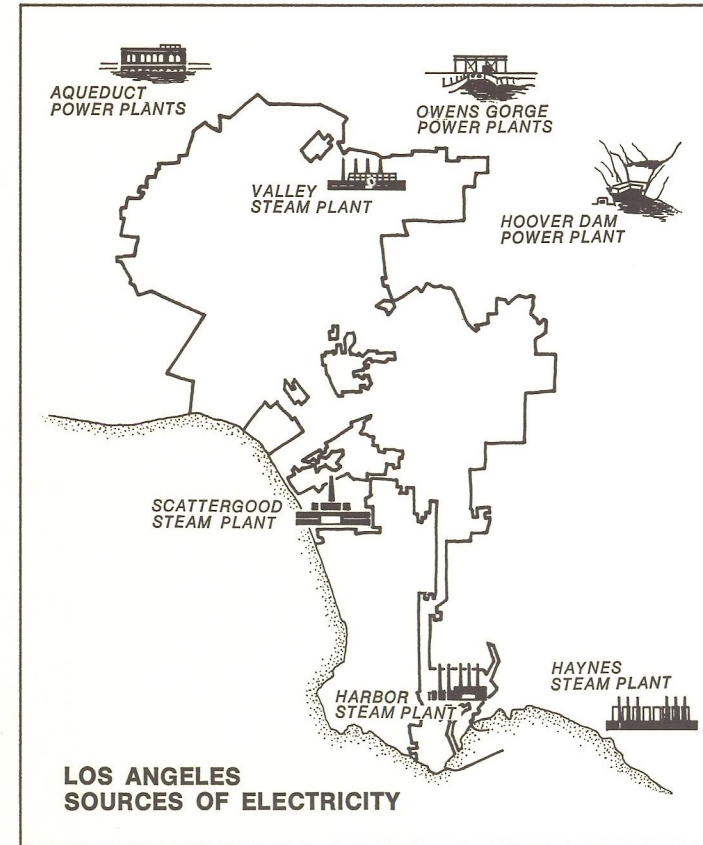 AQUEDUCT
POWER PLANTS
OWENS GORGE
POWER PLANTS
VALLEY
STEAM PLANT
HOOVER DAM
POWER PLANT
SCATTERGOOD
STEAM PLANT
HARBOR
STEAM PLANT
HAYNES
STEAM PLANT
LOS ANGELES
SOURCES OF ELECTRICITY